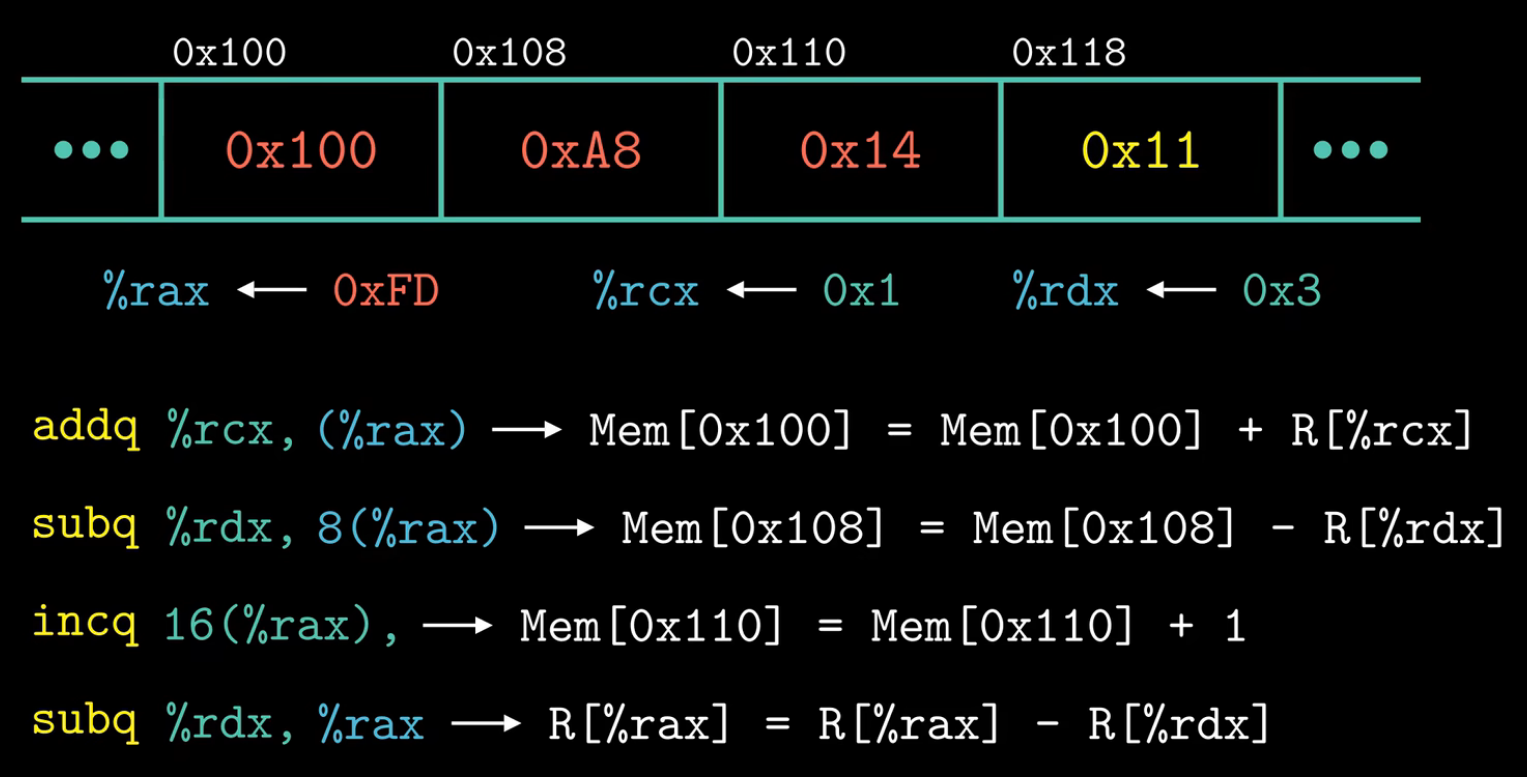 0x100 0x108 0x110 0x118
••• 0x100 0xA8 0x14 0x11 •••
%rax ← 0xFD %rcx ← 0x1 %rdx ← 0x3
addq %rcx, (%rax) → Mem[0x100] = Mem[0x100] + R[%rcx]
subq %rdx, 8(%rax) → Mem[0x108] = Mem[0x108] - R[%rdx]
incq 16(%rax), → Mem[0x110] = Mem[0x110] + 1
subq %rdx, %rax → R[%rax] = R[%rax] - R[%rdx]